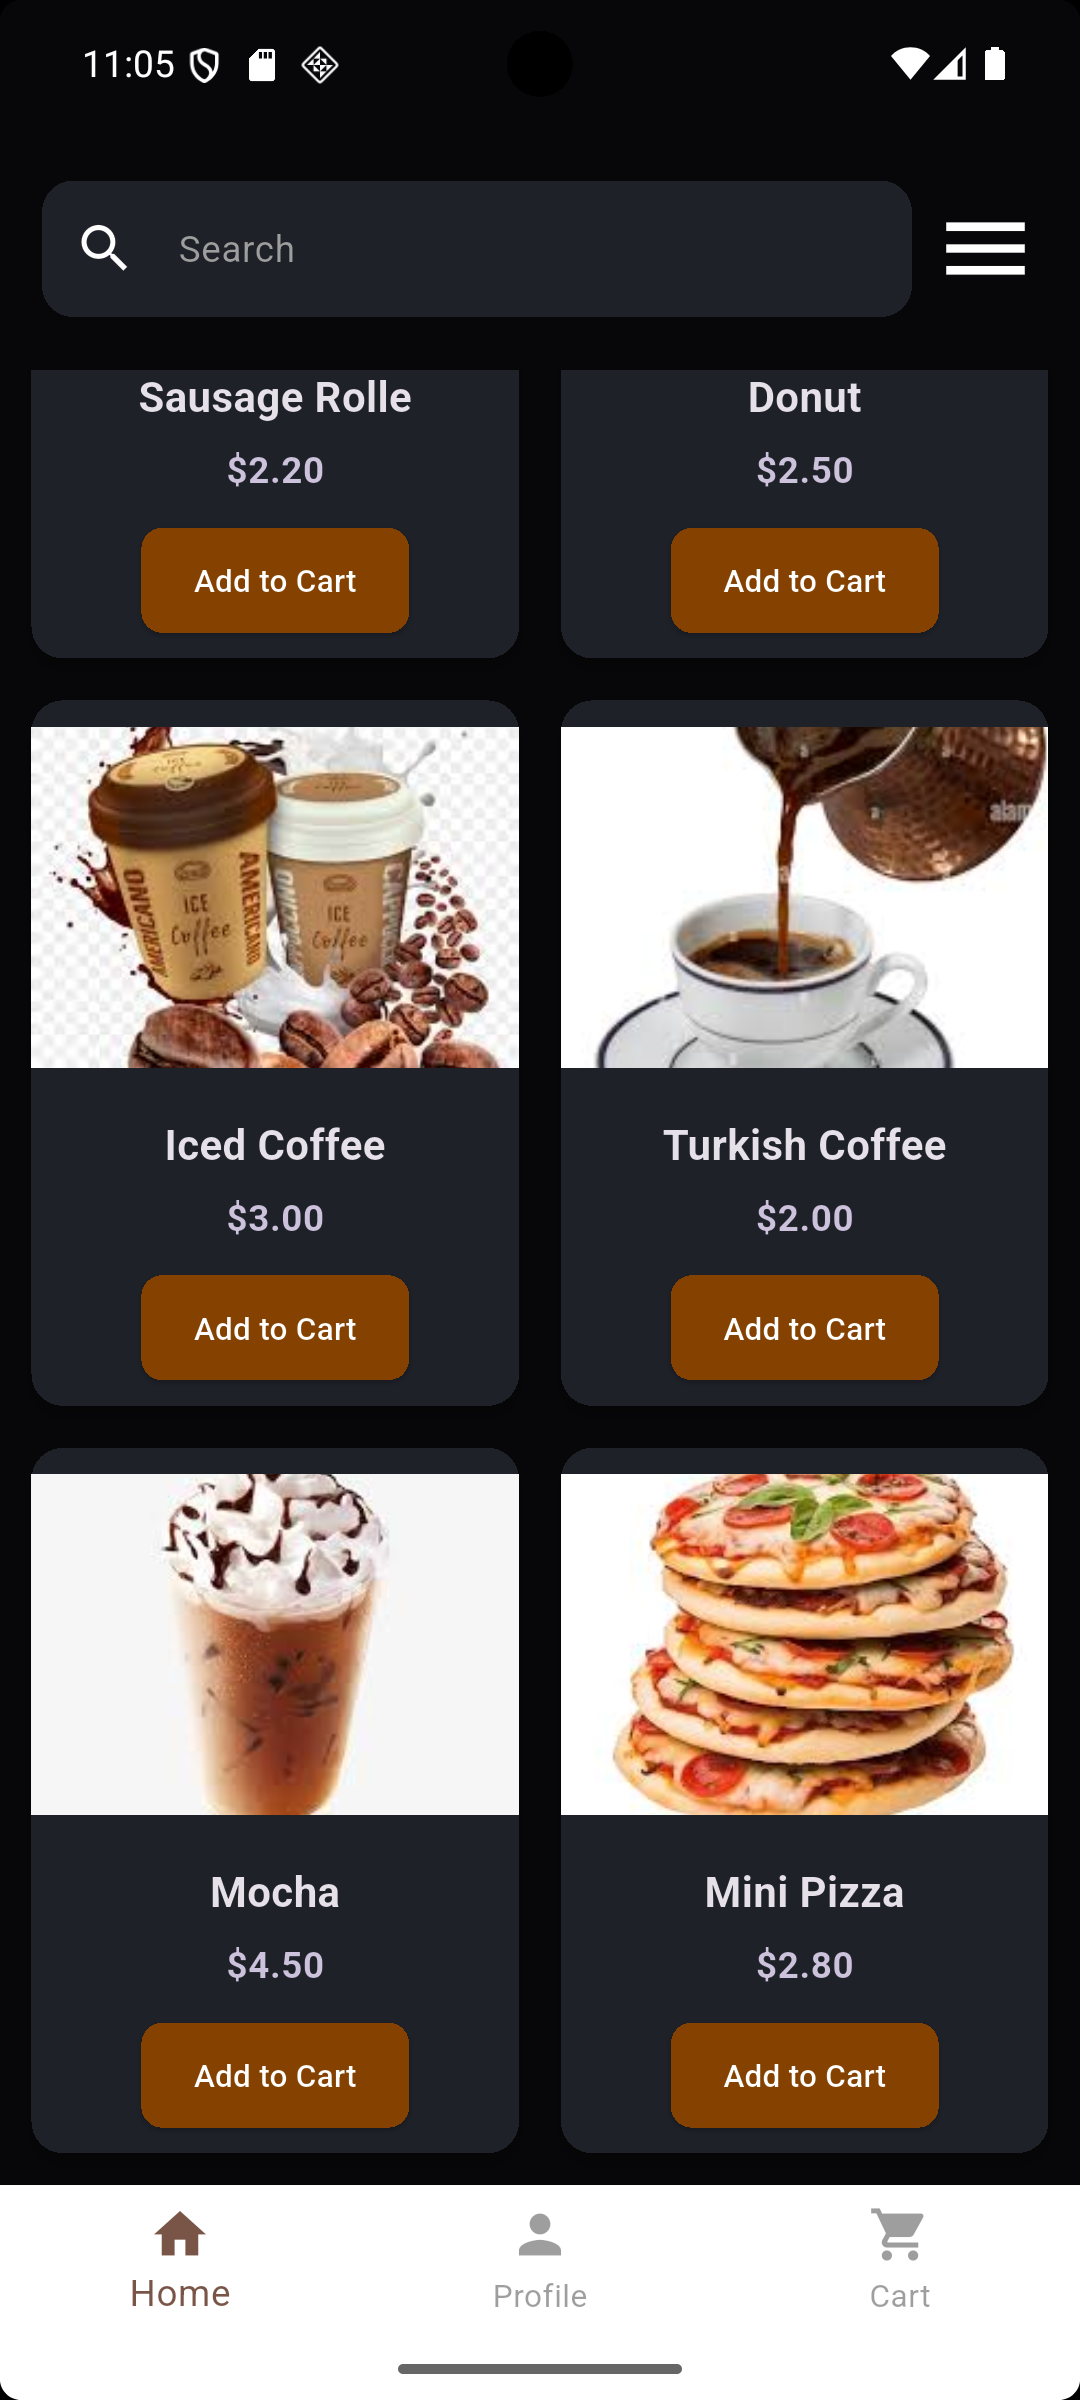 11:05
Search
Sausage Rolle
Donut
$2.20
$2.50
Add to Cart
Add to Cart
ICE
Coffee
AMERICANO
AMERICANO
ICE
Coffee
alam
a
Iced Coffee
Turkish Coffee
$3.00
$2.00
Add to Cart
Add to Cart
Mocha
Mini Pizza
$4.50
$2.80
Add to Cart
Add to Cart
Home
Profile
Cart